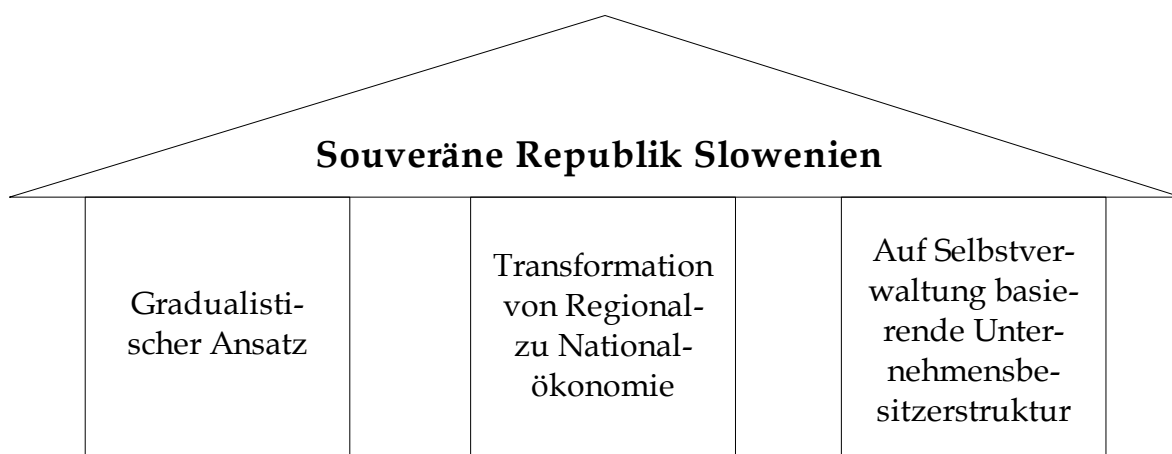 Souveräne Republik Slowenien
Gradualisti-
scher Ansatz
Transformation
von Regional-
zu National-
ökonomie
Auf Selbstver-
waltung basie-
rende Unter-
nehmensbe-
sitzerstruktur